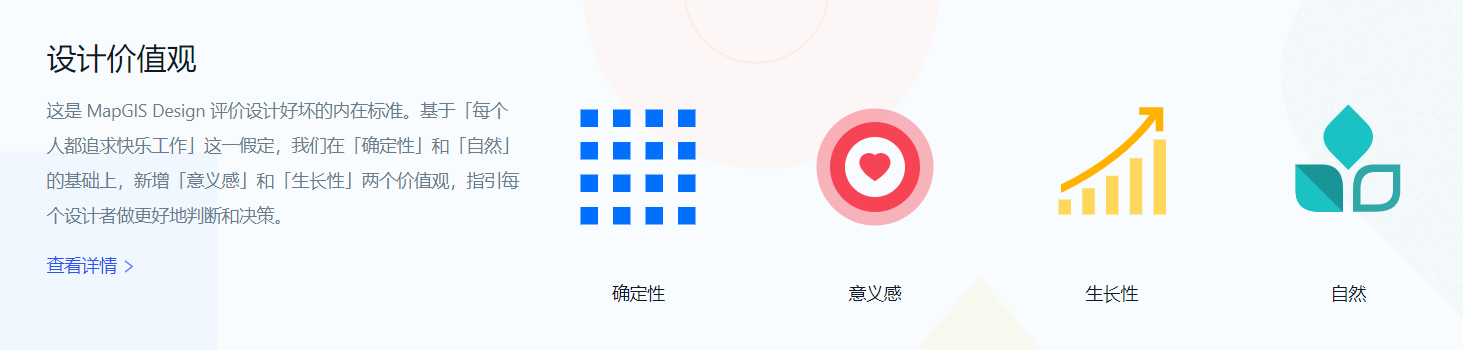 设计价值观
这是 MapGIS Design 评价设计好坏的内在标准。基于「每个
人都追求快乐工作」这一假定，我们在「确定性」和「自然」
的基础上，新增「意义感」和「生长性」两个价值观，指引每
个设计者做更好地判断和决策。
查看详情 >
确定性
意义感
生长性
自然